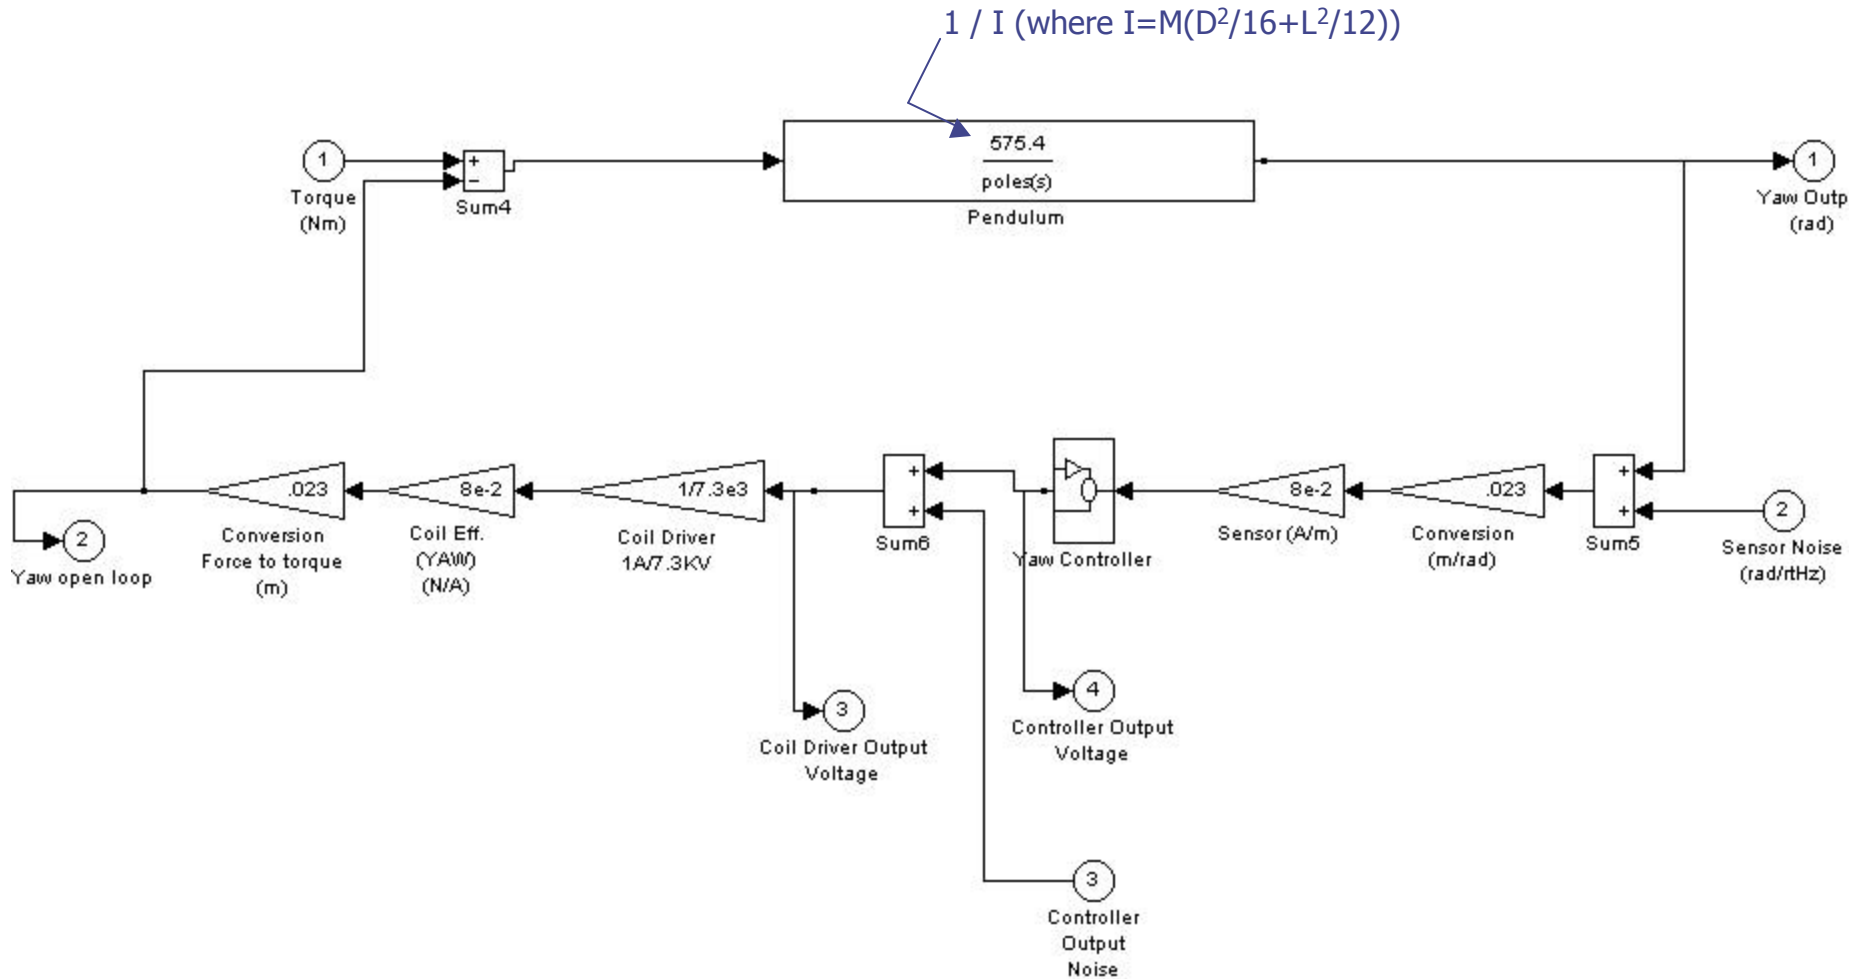 1 / I (where I=M(D²/16+L²/12))
1
Torque
(Nm)
+
−
Sum4
575.4
poles(s)
Pendulum
1
Yaw Outp
(rad)
.023
Conversion
Force to torque
(m)
8e-2
Coil Eff.
(YAW)
(N/A)
1/7.3e3
Coil Driver
1A/7.3KV
+
+
Sum6
Yaw Controller
8e-2
Sensor (A/m)
.023
Conversion
(m/rad)
+
+
Sum5
2
Sensor Noise
(rad/rtHz)
2
Yaw open loop
3
Coil Driver Output
Voltage
4
Controller Output
Voltage
3
Controller
Output
Noise